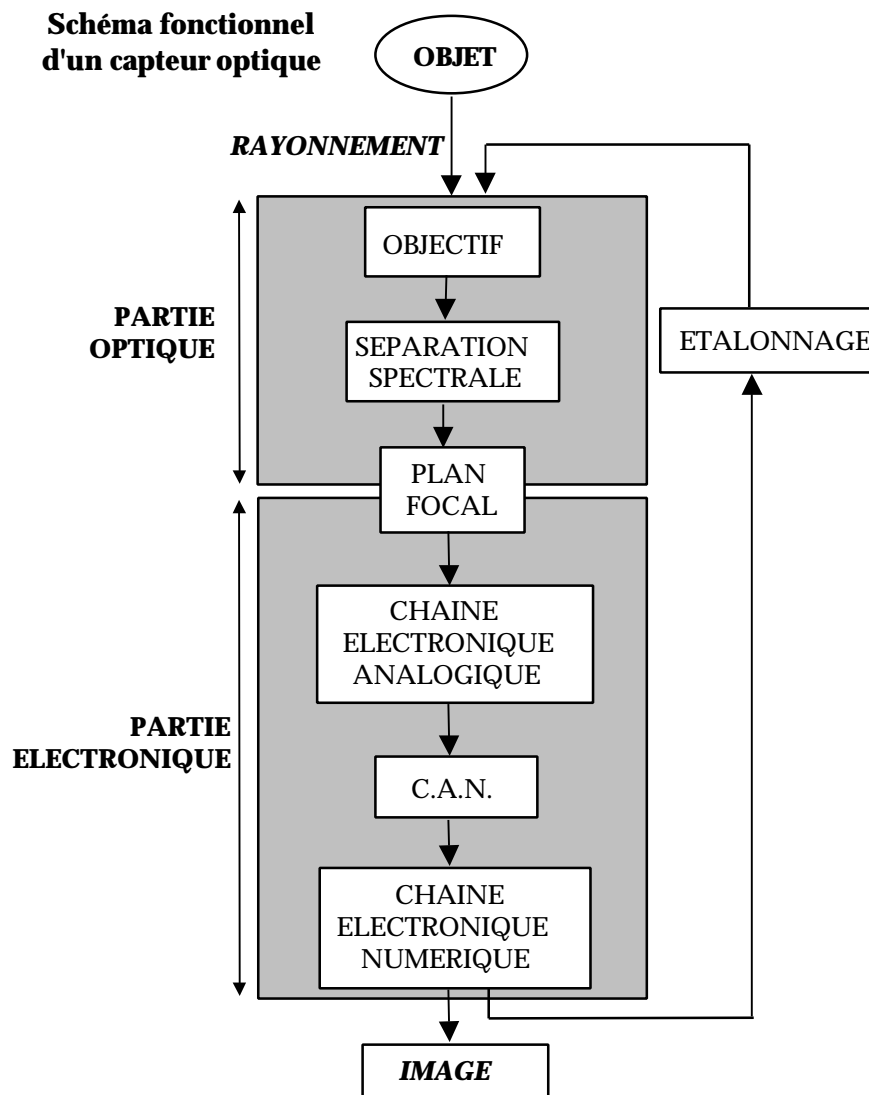 Schéma fonctionnel
d'un capteur optique
OBJET
RAYONNEMENT
OBJECTIF
PARTIE
OPTIQUE
SEPARATION
SPECTRALE
ETALONNAGE
PLAN
FOCAL
CHAINE
ELECTRONIQUE
ANALOGIQUE
PARTIE
ELECTRONIQUE
C.A.N.
CHAINE
ELECTRONIQUE
NUMERIQUE
IMAGE